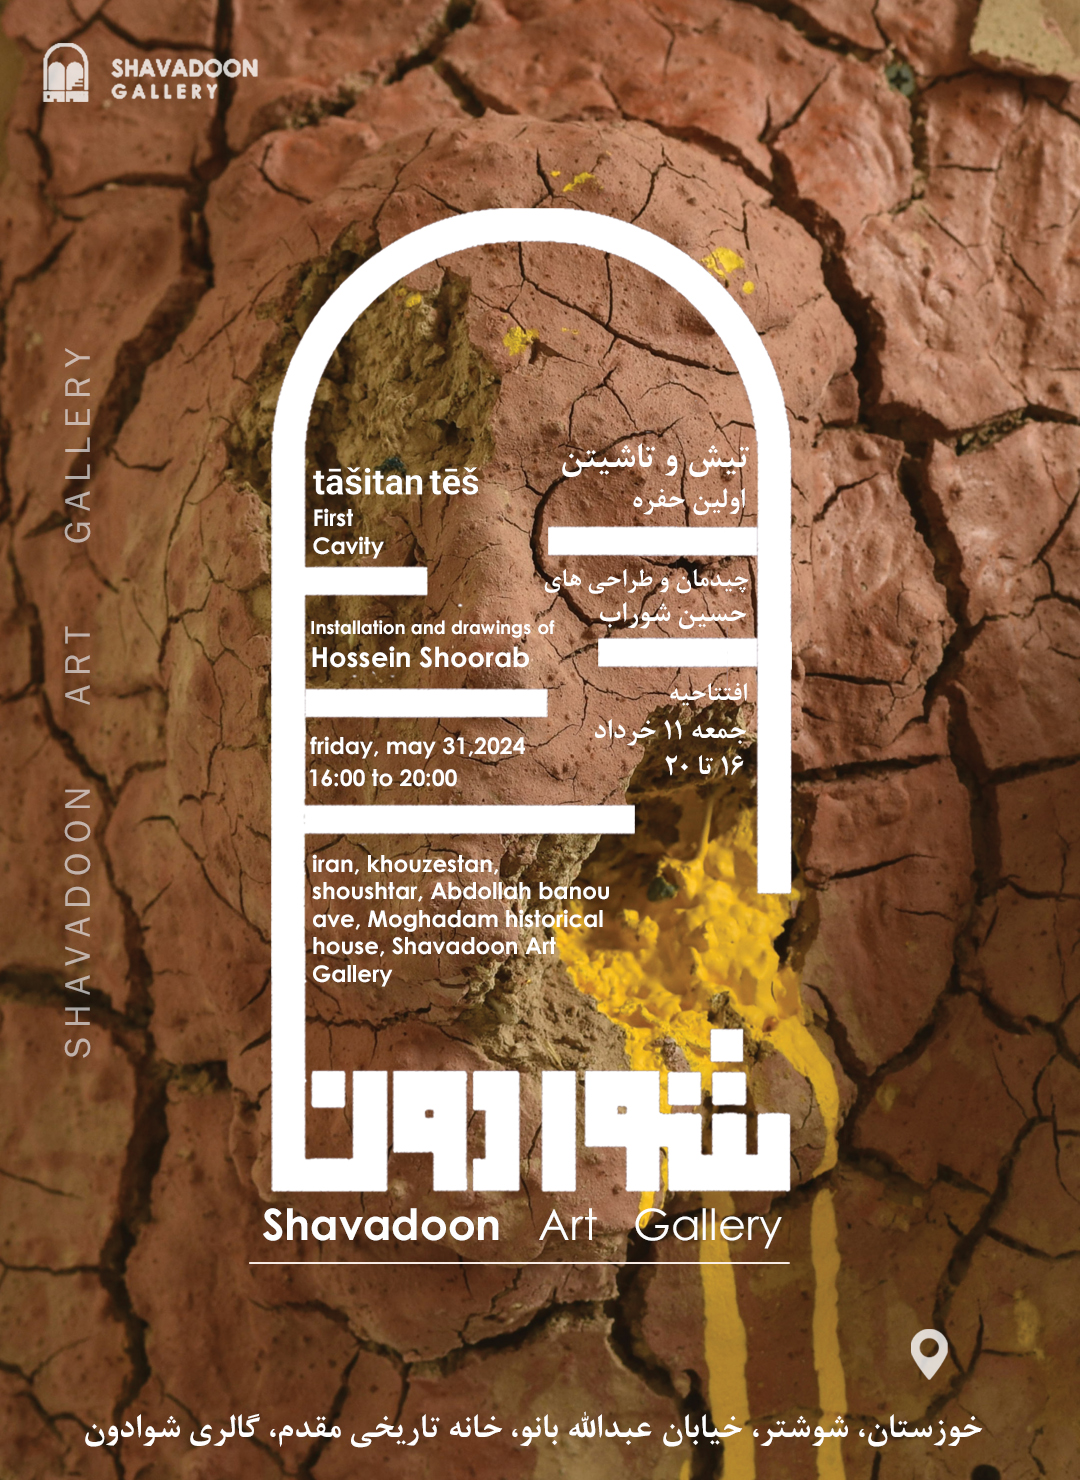 SHAVADOON
GALLERY
SHAVADOON ART GALLERY
tāšitan tēš
First
Cavity
Installation and drawings of
Hossein Shoorab
friday, may 31,2024
16:00 to 20:00
iran, khouzestan,
shoushtar, Abdollah banou
ave, Moghadam historical
house, Shavadoon Art
Gallery
تیش و تاشیتن
اولین حفره
چیدمان و طراحی های
حسین شوراب
افتتاحیه
جمعه ۱۱ خرداد
۱۶ تا ۲۰
شوادون
Shavadoon Art Gallery
خوزستان، شوشتر، خیابان عبدالله بانو، خانه تاریخی مقدم، گالری شوادون